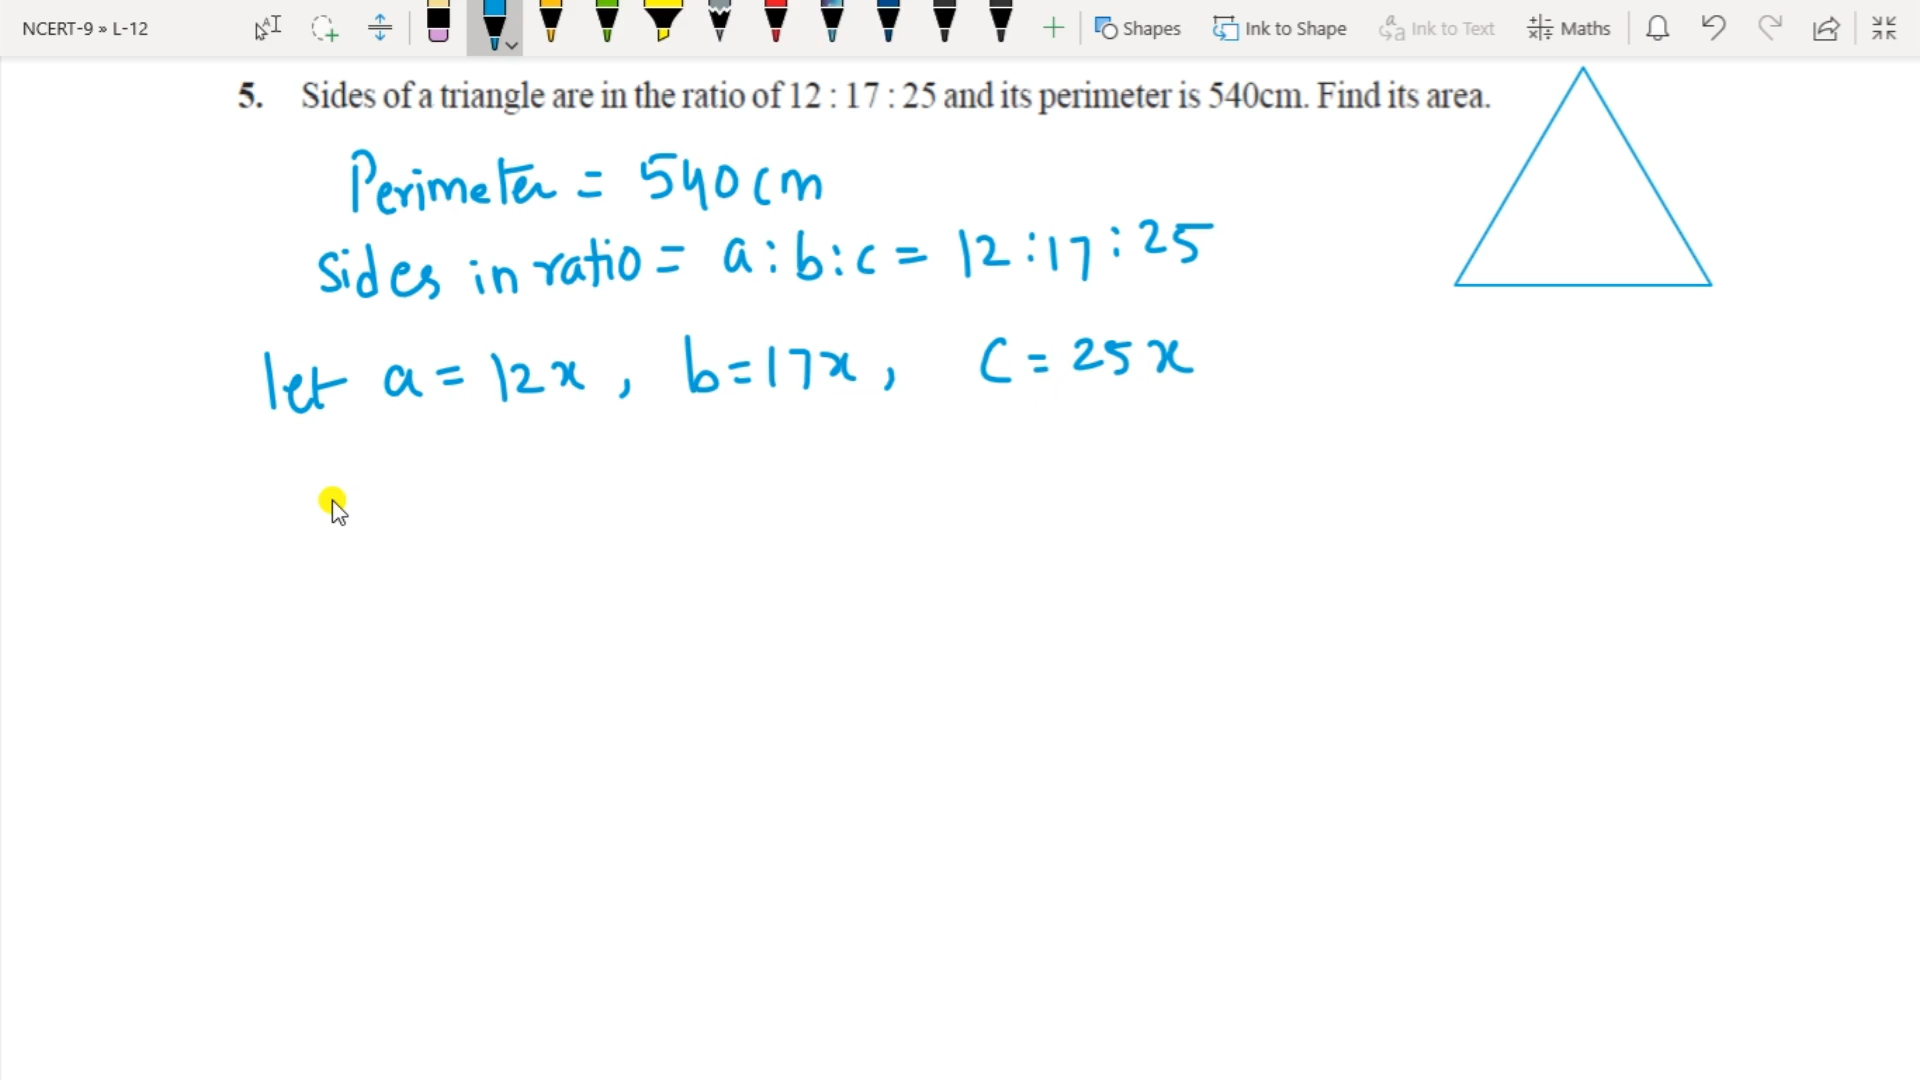 NCERT-9 » L-12 Shapes Ink to Shape Ink to Text Maths
5. Sides of a triangle are in the ratio of 12 : 17 : 25 and its perimeter is 540cm. Find its area.
Perimeter = 540cm
sides in ratio = a:b:c = 12:17:25
let a = 12x, b=17x, c = 25x